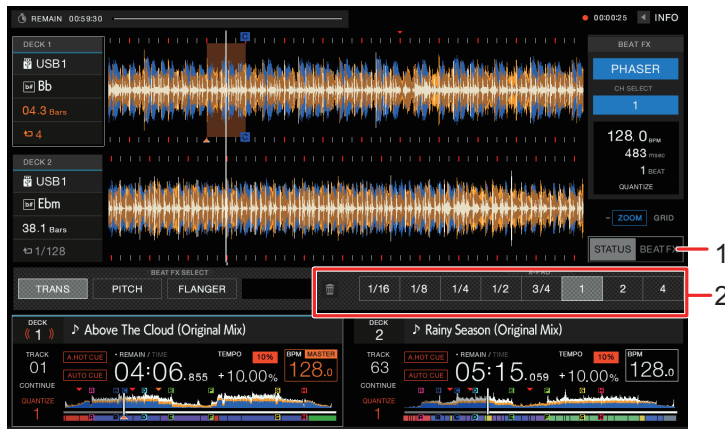 REMAIN 00:59:30
00:00:25 INFO
DECK 1
USB1
Bb
04.3 Bars
4
C
C
BEAT FX
PHASER
CH SELECT
1
128.0 BPM
483 msec
1 BEAT
QUANTIZE
DECK 2
USB1
Ebm
38.1 Bars
1/128
- ZOOM GRID
STATUS BEAT FX
1
BEAT FX SELECT
X-PAD
TRANS PITCH FLANGER
1/16 1/8 1/4 1/2 3/4 1 2 4
2
DECK
1
♪ Above The Cloud (Original Mix)
TRACK
01
CONTINUE
QUANTIZE
1
A.HOT CUE
AUTO CUE
• REMAIN / TIME
04:06.855
TEMPO 10%
+10.00%
BPM MASTER
128.0
DECK
2
♪ Rainy Season (Original Mix)
TRACK
63
CONTINUE
QUANTIZE
1
A.HOT CUE
AUTO CUE
• REMAIN / TIME
05:15.059
TEMPO 10%
+10.00%
BPM
128.0